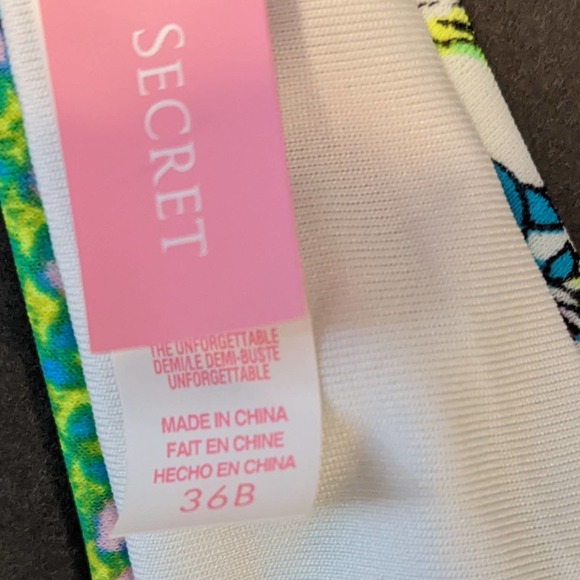 SECRET
THE UNFORGETTABLE
DEMI/LE DEMI-BUSTE
UNFORGETTABLE
MADE IN CHINA
FAIT EN CHINE
HECHO EN CHINA
36B